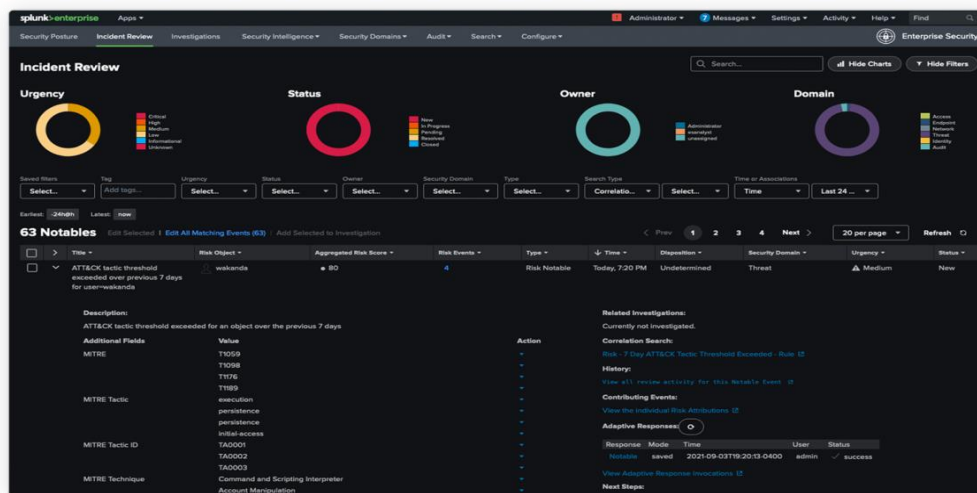 splunk>enterprise Apps Administrator 7 Messages Settings Activity Help Find
Security Posture Incident Review Investigations Security Intelligence Security Domains Audit Search Configure Enterprise Security
Incident Review
Search... Hide Charts Hide Filters
Urgency
Critical
High
Medium
Low
Informational
Unknown
Status
New
In Progress
Pending
Resolved
Closed
Owner
Administrator
esanalyst
unassigned
Domain
Access
Endpoint
Network
Threat
Identity
Audit
Saved filters Tag Urgency Status Owner Security Domain Type Search Type Time or Associations
Select... Add tags... Select... Select... Select... Select... Select... Correlatio... Select... Time Last 24 ...
Earliest: -24h@h Latest: now
63 Notables Edit Selected | Edit All Matching Events (63) / Add Selected to Investigation < Prev 1 2 3 4 Next > 20 per page Refresh
Title Risk Object Aggregated Risk Score Risk Events Type Time Disposition Security Domain Urgency Status
ATT&CK tactic threshold wakanda 80 4 Risk Notable Today, 7:20 PM Undetermined Threat Medium New
exceeded over previous 7 days
for user=wakanda
Description:
ATT&CK tactic threshold exceeded for an object over the previous 7 days
Additional Fields Value Action
MITRE T1059
T1098
T1176
T1189
MITRE Tactic execution
persistence
persistence
initial-access
MITRE Tactic ID TA0001
TA0002
TA0003
MITRE Technique Command and Scripting Interpreter
Account Manipulation
Related Investigations:
Currently not investigated.
Correlation Search:
Risk - 7 Day ATT&CK Tactic Threshold Exceeded - Rule
History:
View all review activity for this Notable Event
Contributing Events:
View the individual Risk Attributions
Adaptive Responses:
Response Mode Time User Status
Notable saved 2021-09-03T19:20:13-0400 admin success
View Adaptive Response Invocations
Next Steps: